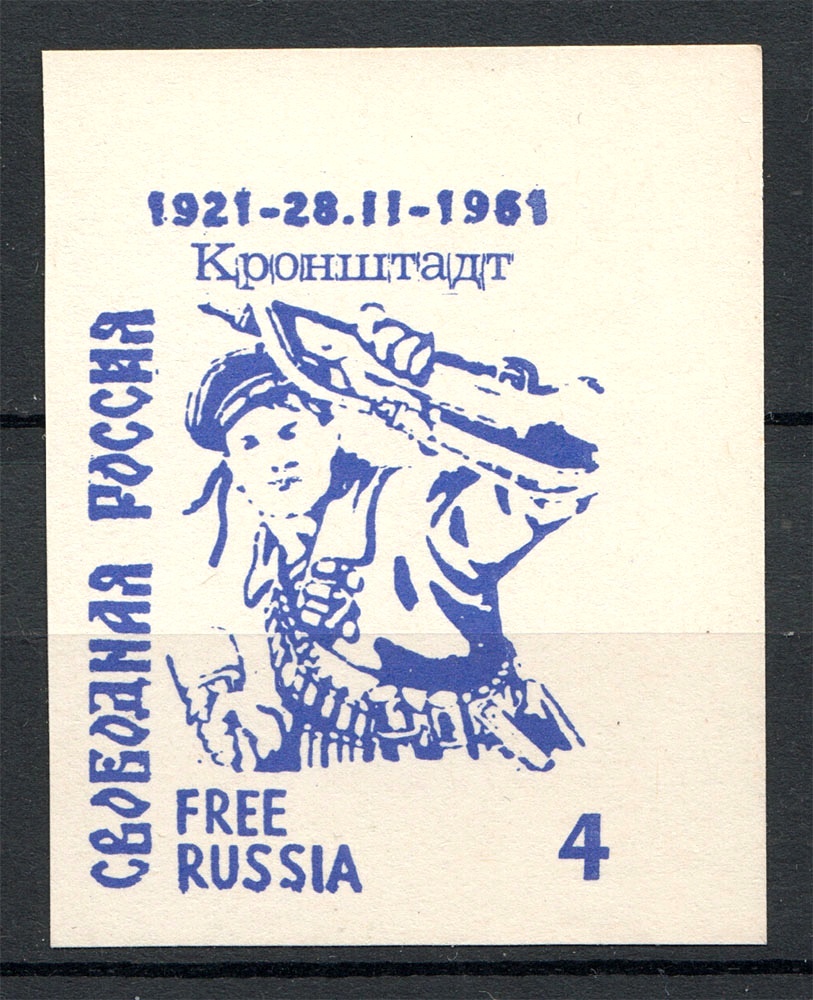 1921-28.II-1961
Кронштадт
СВОБОДНАЯ РОССИЯ
FREE
RUSSIA
4